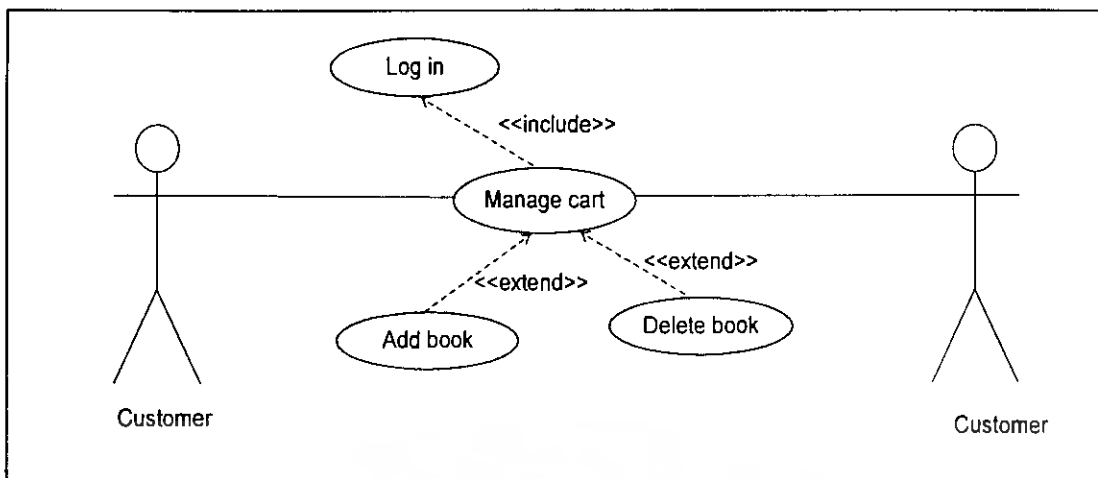 Log in
<<include>>
Manage cart
<<extend>>
<<extend>>
Add book
Delete book
Customer
Customer